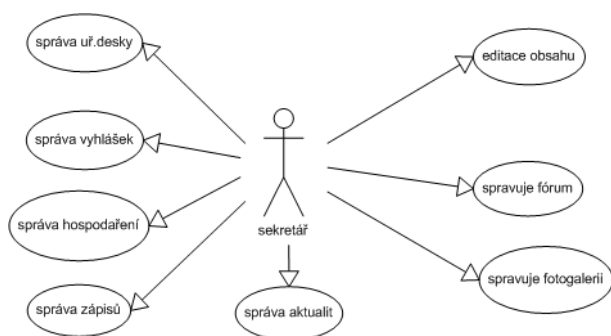 správa uř.desky
editace obsahu
správa vyhlášek
spravuje fórum
správa hospodaření
sekretář
spravuje fotogalerii
správa zápisů
správa aktualit